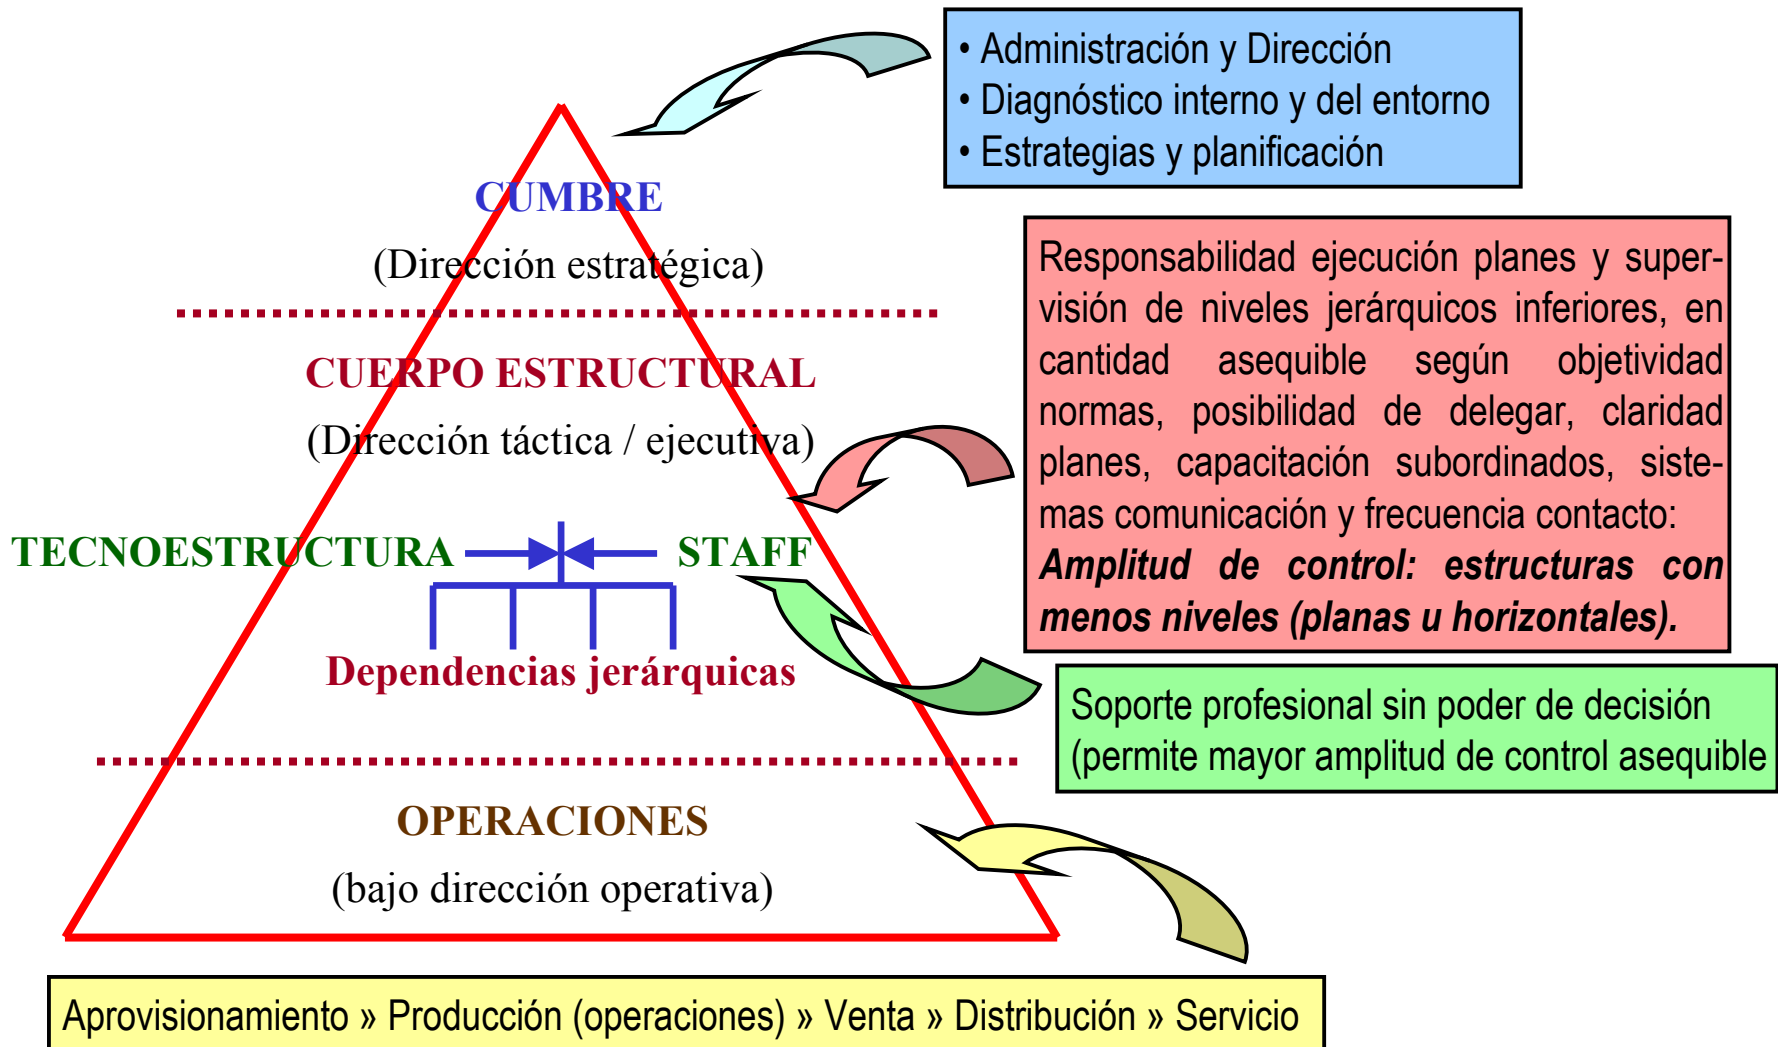 • Administración y Dirección
• Diagnóstico interno y del entorno
• Estrategias y planificación
CUMBRE
(Dirección estratégica)
Responsabilidad ejecución planes y super-
visión de niveles jerárquicos inferiores, en
cantidad asequible según objetividad
normas, posibilidad de delegar, claridad
planes, capacitación subordinados, siste-
mas comunicación y frecuencia contacto:
Amplitud de control: estructuras con
menos niveles (planas u horizontales).
CUERPO ESTRUCTURAL
(Dirección táctica / ejecutiva)
TECNOESTRUCTURA STAFF
Dependencias jerárquicas
Soporte profesional sin poder de decisión
(permite mayor amplitud de control asequible
OPERACIONES
(bajo dirección operativa)
Aprovisionamiento » Producción (operaciones) » Venta » Distribución » Servicio